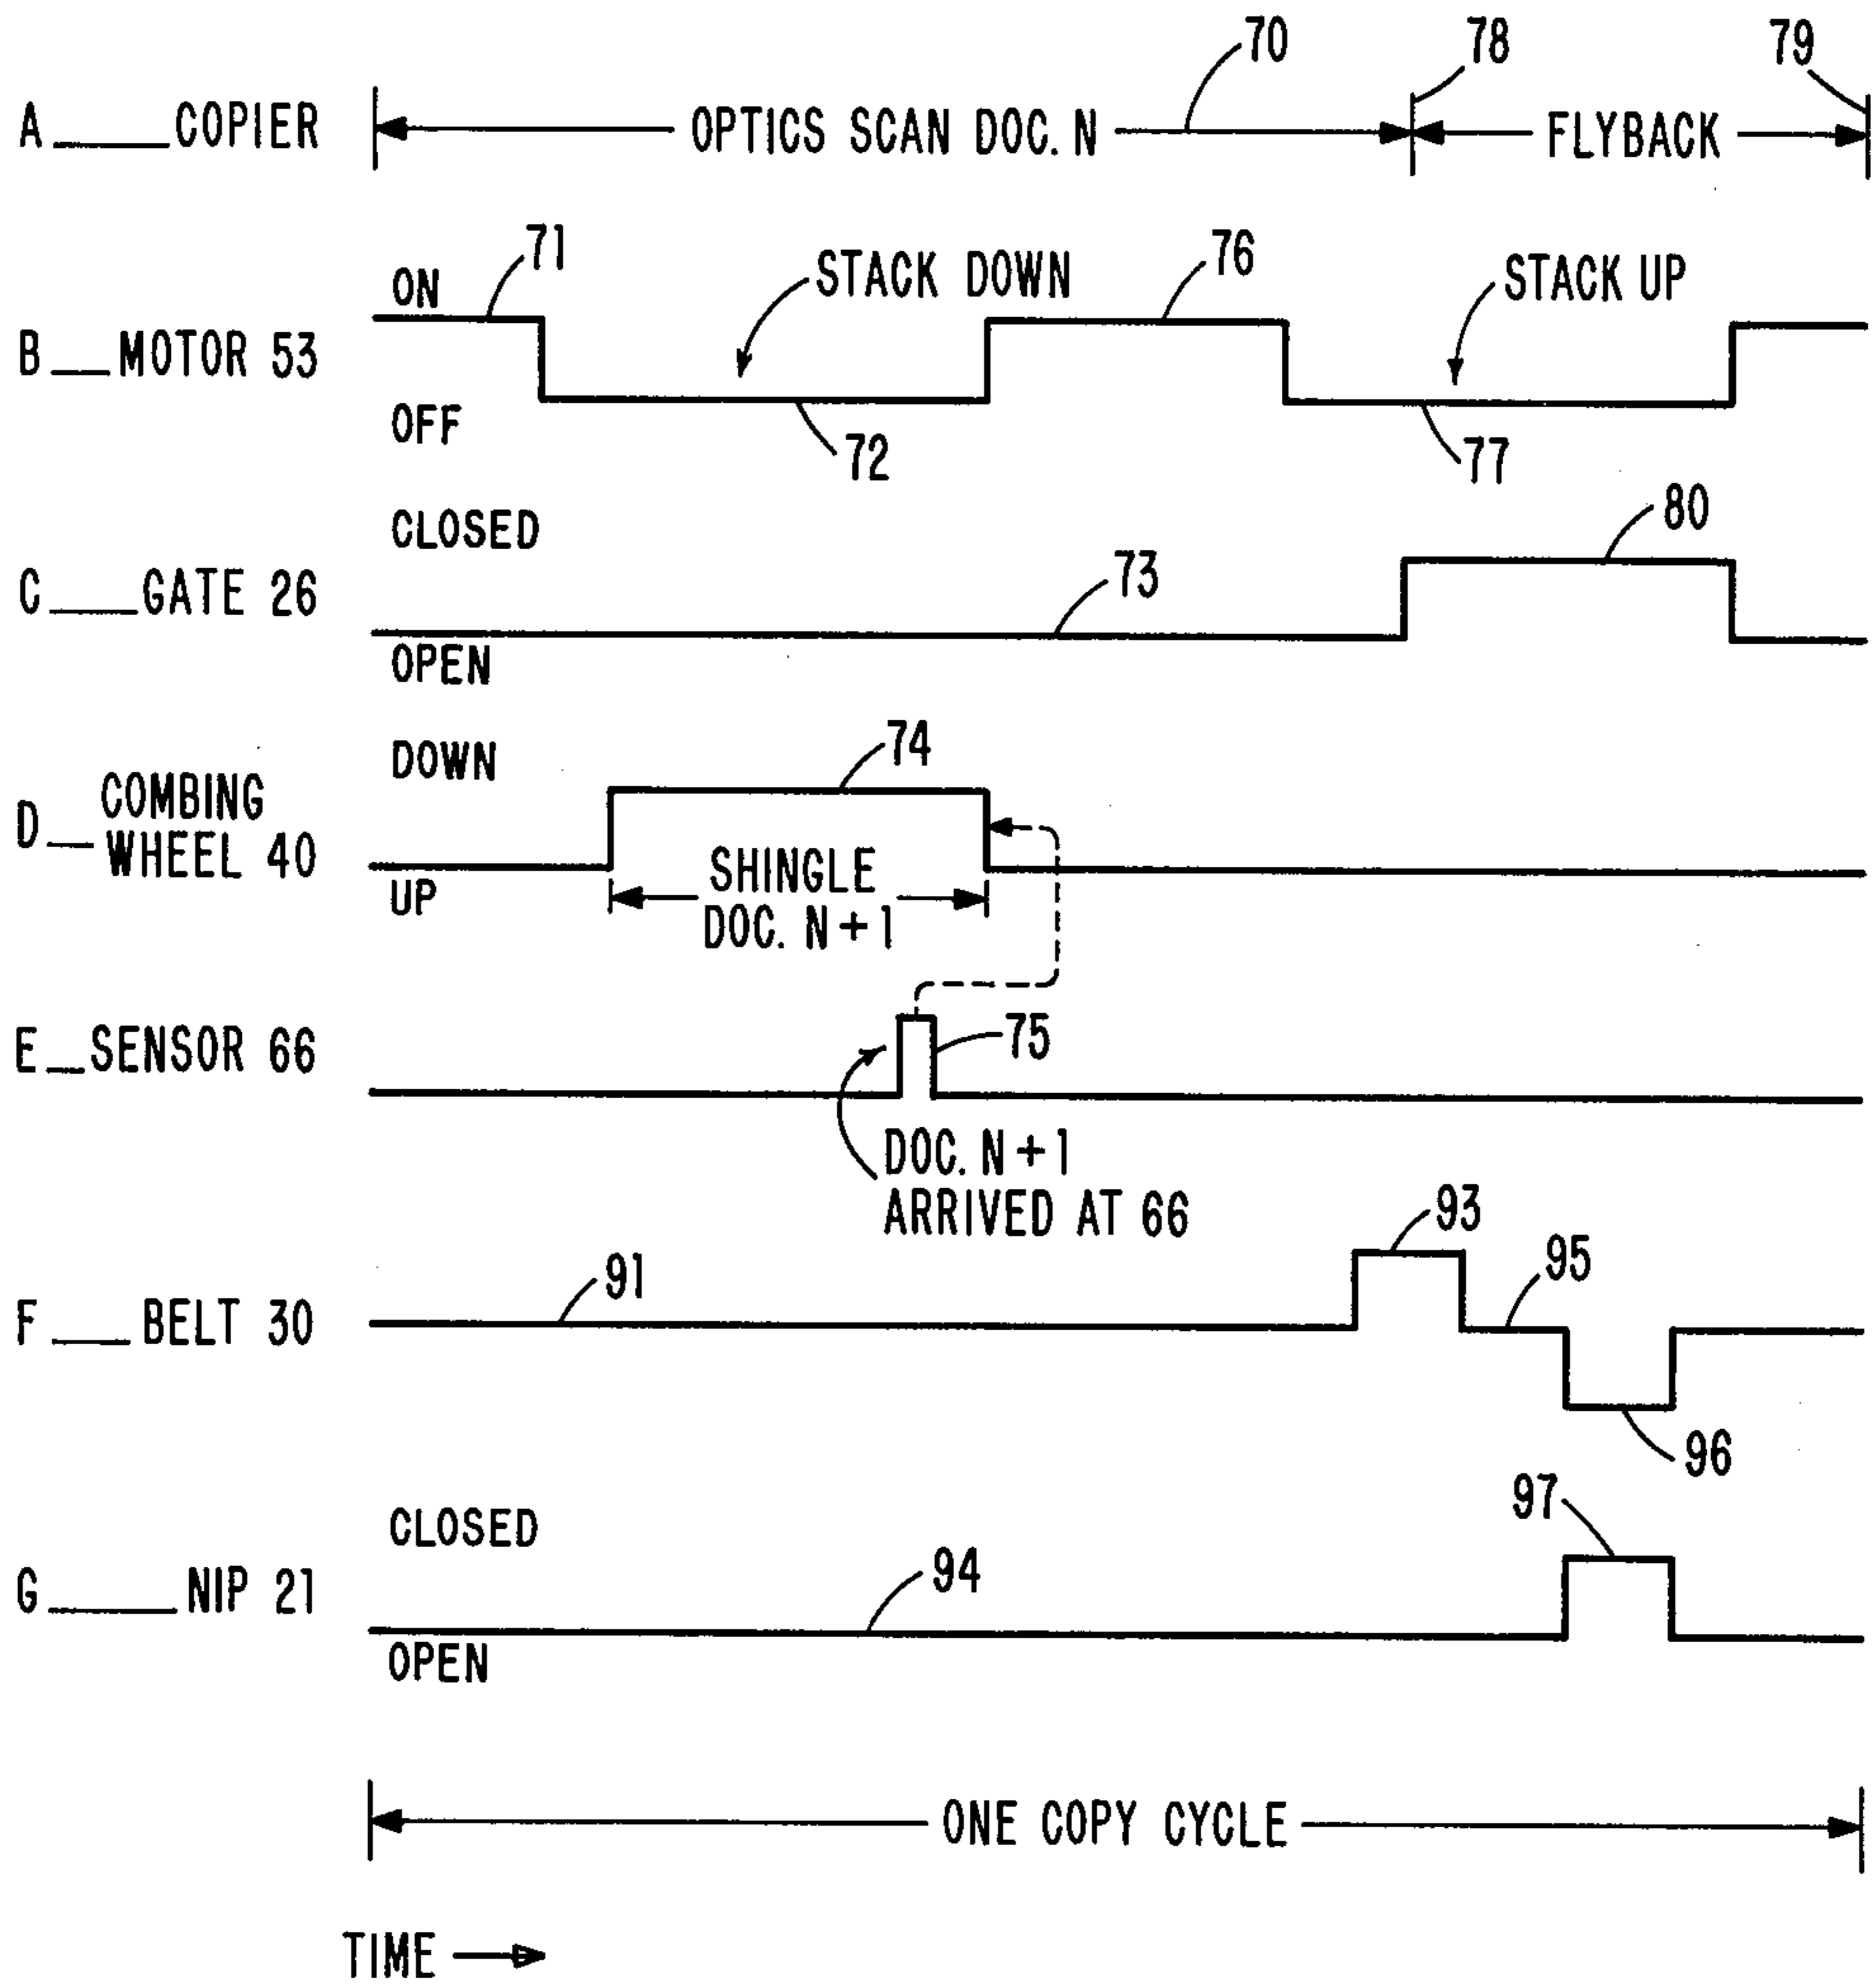 70
78
79
A COPIER
OPTICS SCAN DOC. N
FLYBACK
71
STACK DOWN
76
STACK UP
ON
B MOTOR 53
OFF
72
77
CLOSED
80
C GATE 26
73
OPEN
DOWN
74
D COMBING
WHEEL 40
UP
SHINGLE
DOC. N+1
E SENSOR 66
75
DOC. N+1
ARRIVED AT 66
93
91
95
F BELT 30
96
97
CLOSED
94
G NIP 21
OPEN
ONE COPY CYCLE
TIME